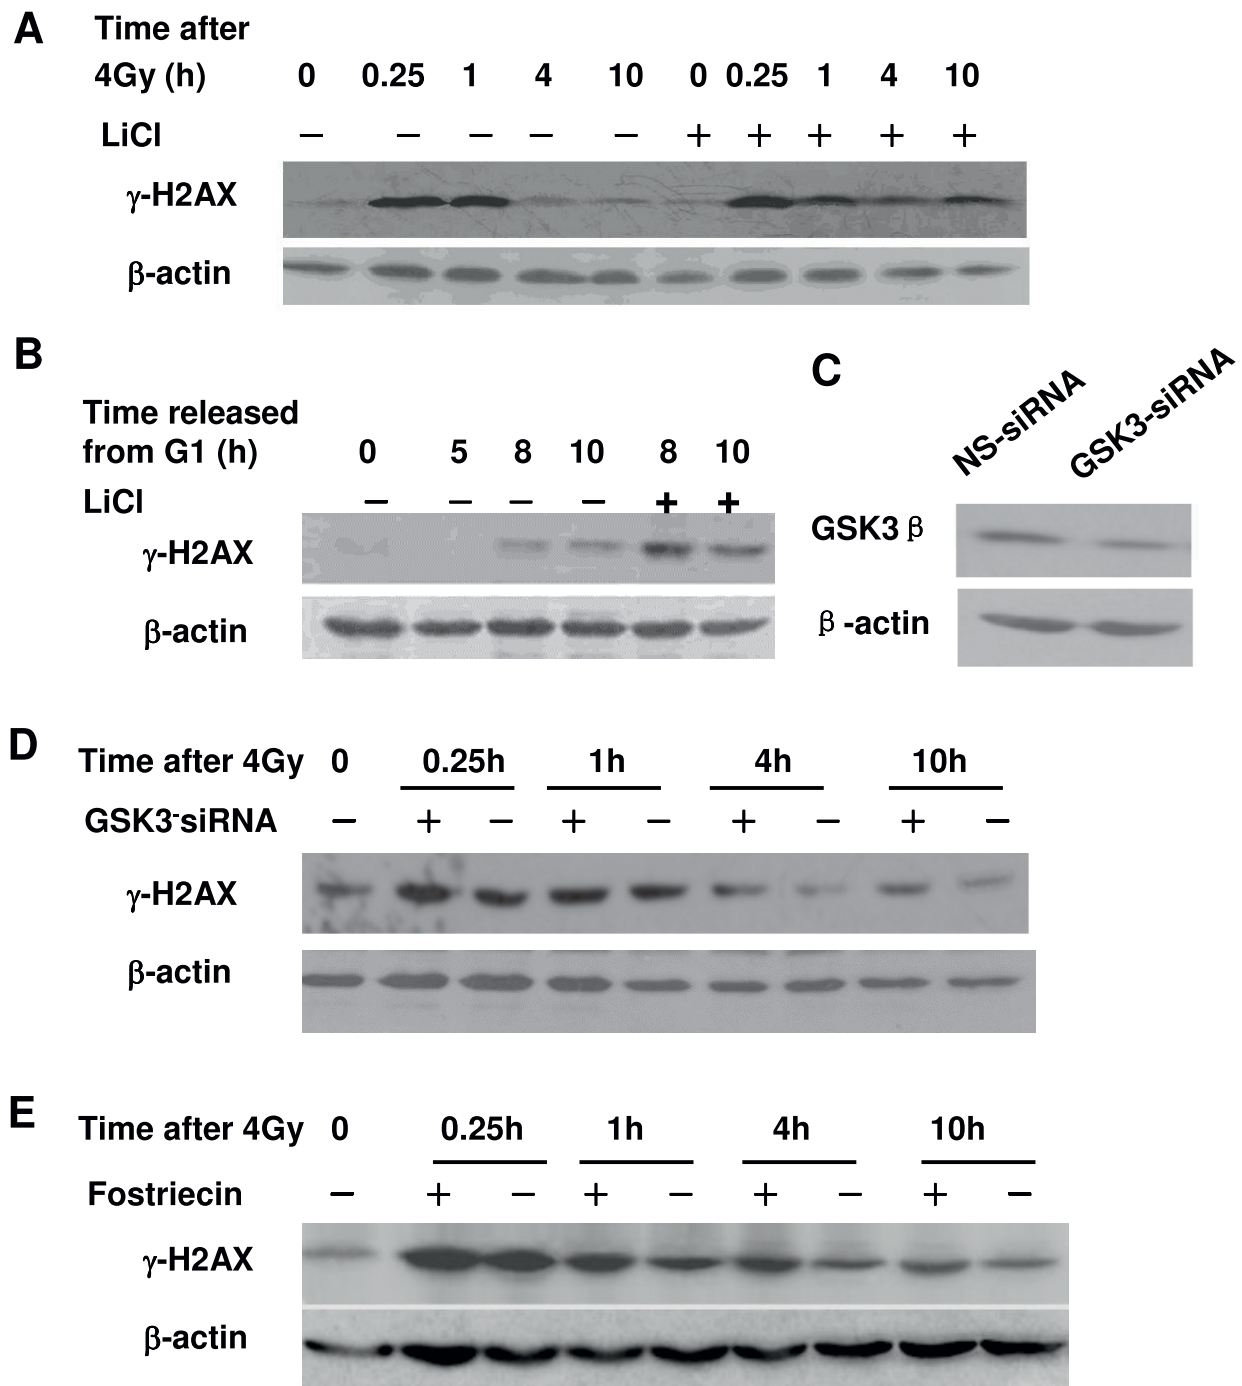 A
Time after
4Gy (h) 0 0.25 1 4 10 0 0.25 1 4 10
LiCl − − − − − + + + + +
γ-H2AX
β-actin
B
Time released
from G1 (h) 0 5 8 10 8 10
LiCl − − − − + +
γ-H2AX
β-actin
C
NS-siRNA GSK3-siRNA
GSK3 β
β -actin
D
Time after 4Gy 0 0.25h 1h 4h 10h
GSK3-siRNA − + − + − + − + −
γ-H2AX
β-actin
E
Time after 4Gy 0 0.25h 1h 4h 10h
Fostriecin − + − + − + − + −
γ-H2AX
β-actin